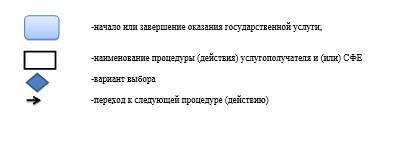 -начало или завершение оказания государственной услуги;
-наименование процедуры (действия) услугополучателя и (или) СФЕ
-вариант выбора
-переход к следующей процедуре (действию)